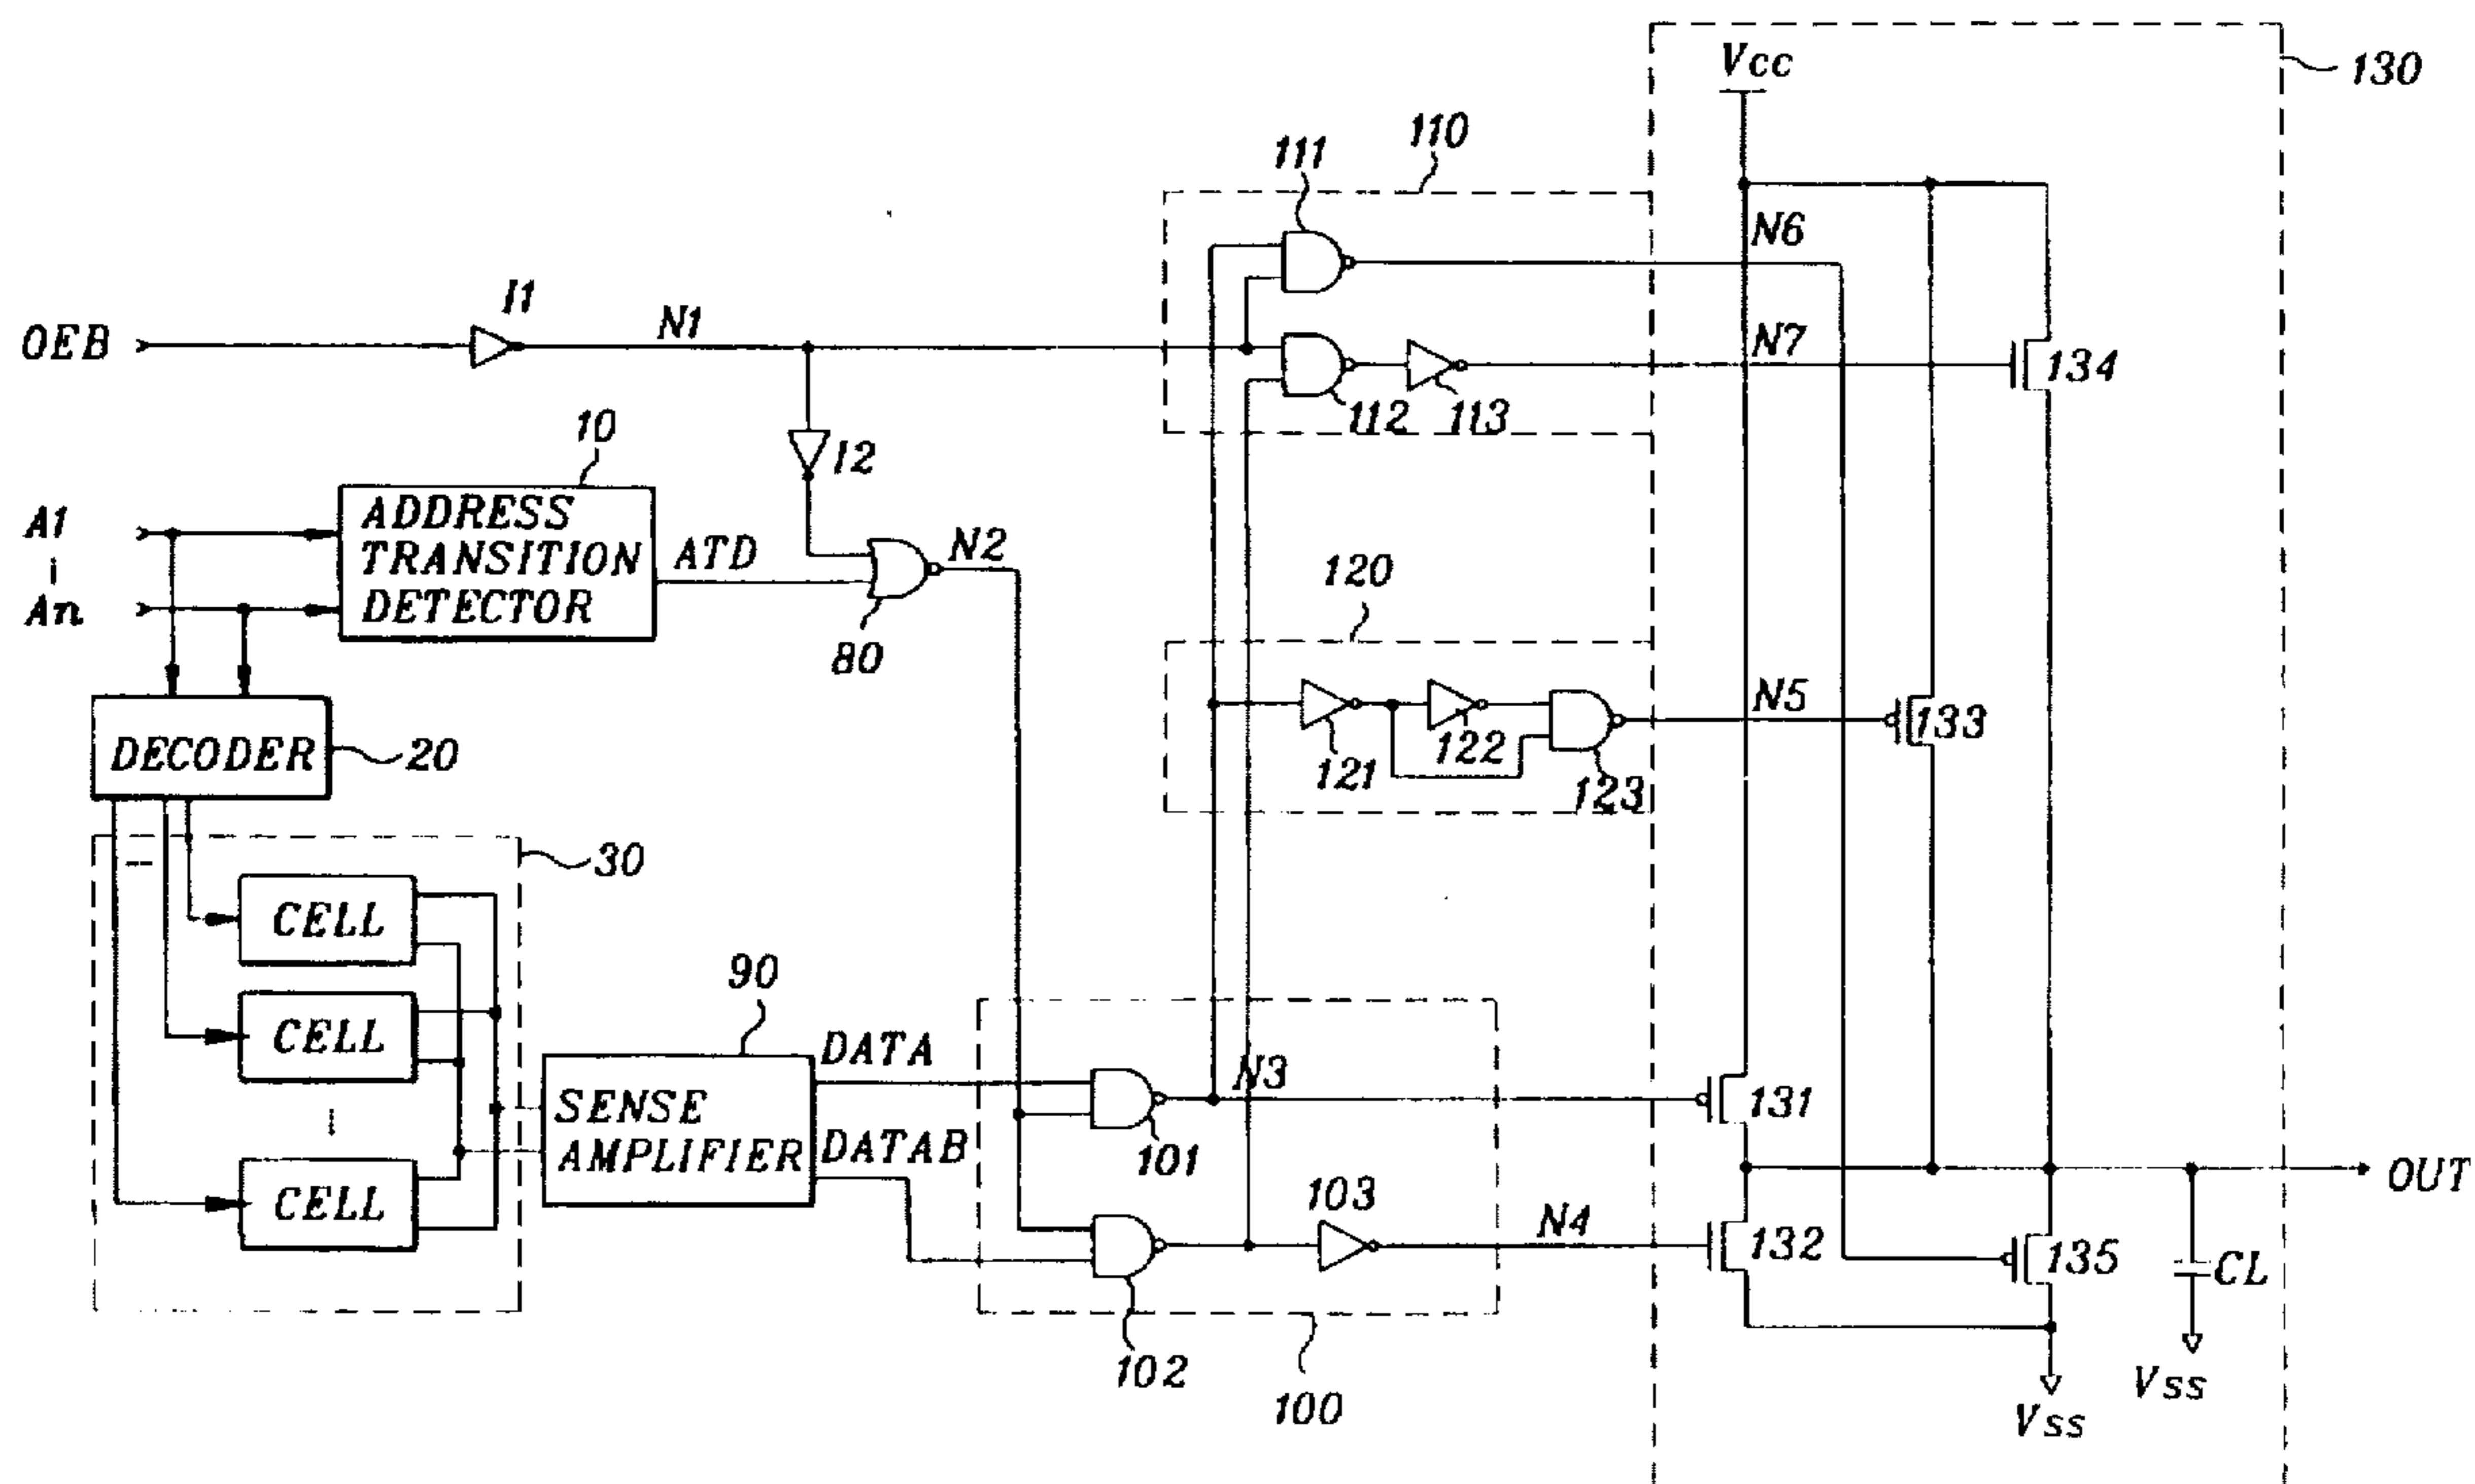 Vcc
130
110
111
N6
I1
N1
OEB
N7
134
112
113
10
I2
A1
ADDRESS
TRANSITION
DETECTOR
ATD
N2
An
80
120
N5
133
DECODER
20
121
122
123
30
CELL
CELL
CELL
90
SENSE
AMPLIFIER
DATA
DATAB
N3
101
131
103
N4
132
135
OUT
CL
102
100
Vss
Vss